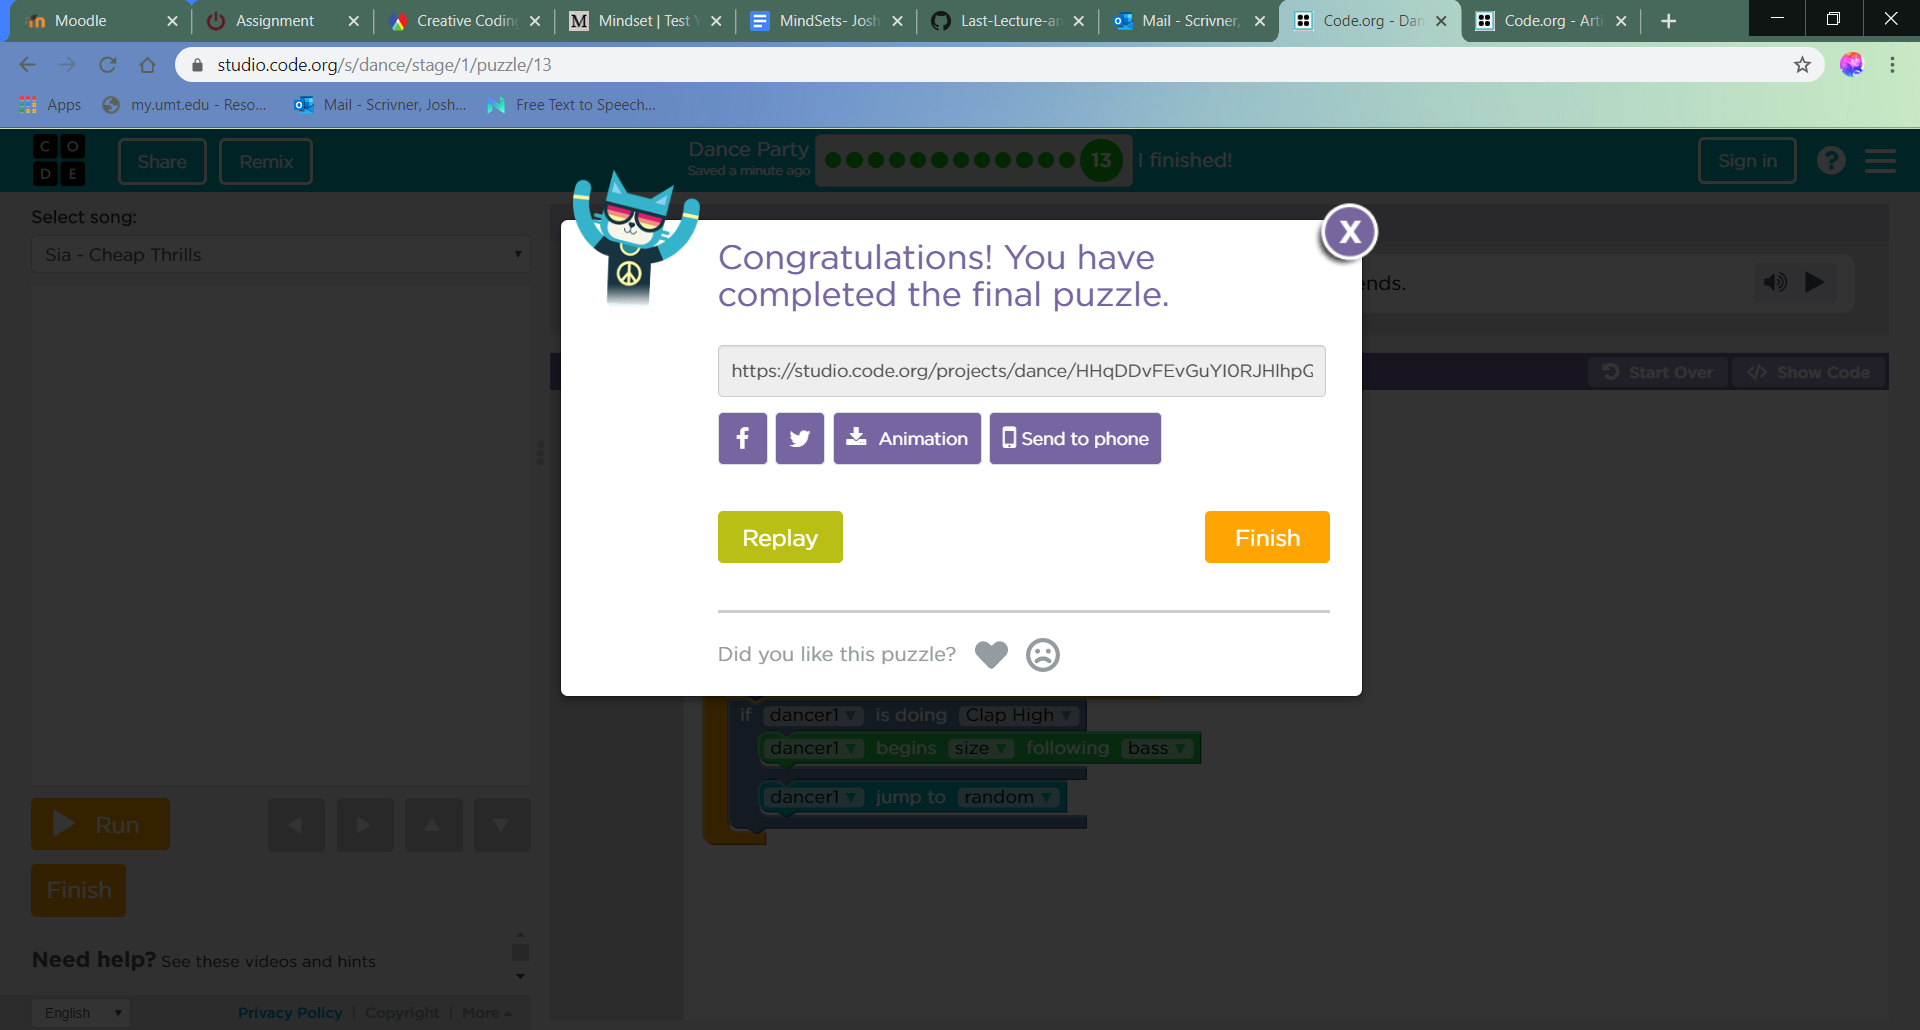 Moodle
Assignment
Creative Coding
Mindset | Test Y
MindSets- Josh
Last-Lecture-an
Mail - Scrivner,
Code.org - Dan
Code.org - Arti
studio.code.org/s/dance/stage/1/puzzle/13
Apps
my.umt.edu - Reso...
Mail - Scrivner, Josh...
Free Text to Speech...
C O
D E
Share
Remix
Dance Party
Saved a minute ago
13
I finished!
Sign in
?
Select song:
Sia - Cheap Thrills
X
Congratulations! You have
completed the final puzzle.
ends.
https://studio.code.org/projects/dance/HHqDDvFEvGuYI0RJHlhpG
Start Over
Show Code
Animation
Send to phone
Replay
Finish
Did you like this puzzle?
if dancer1 is doing Clap High
dancer1 begins size following bass
dancer1 jump to random
Run
Finish
Need help? See these videos and hints
English
Privacy Policy | Copyright | More